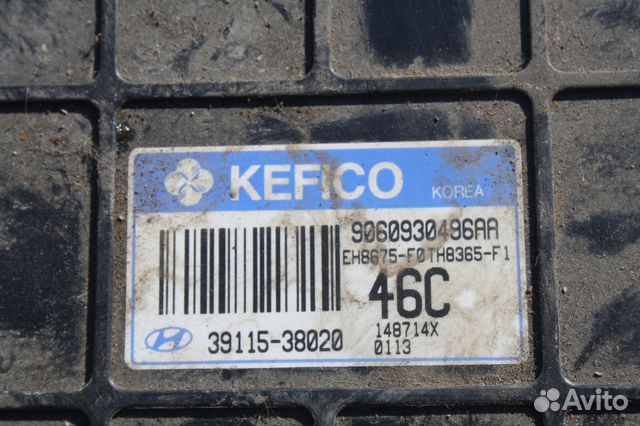 KEFICO KOREA
9060930496AA
EH8675-F0TH8365-F1
46C
39115-38020
148714X
0113
Avito